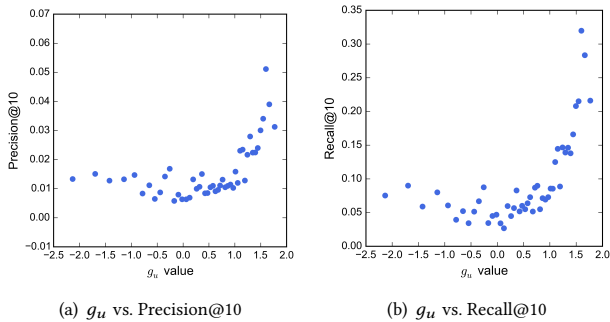 0.07
0.06
0.05
0.04
0.03
0.02
0.01
0.00
−0.01
Precision@10
−2.5 −2.0 −1.5 −1.0 −0.5 0.0 0.5 1.0 1.5 2.0
g_u value
(a) g_u vs. Precision@10
0.35
0.30
0.25
0.20
0.15
0.10
0.05
0.00
Recall@10
−2.5 −2.0 −1.5 −1.0 −0.5 0.0 0.5 1.0 1.5 2.0
g_u value
(b) g_u vs. Recall@10